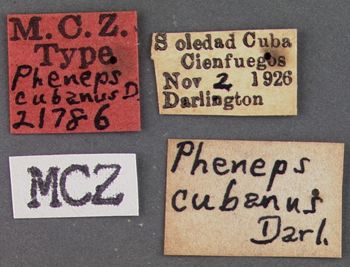 M.C.Z.
Type
Pheneps
cubanus D.
21786
Soledad Cuba
Cienfuegos
Nov 2 1926
Darlington
MCZ
Pheneps
cubanus
Darl.